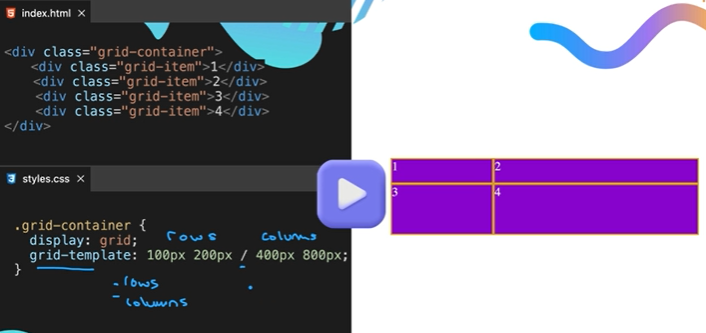 index.html ×
<div class="grid-container">
<div class="grid-item">1</div>
<div class="grid-item">2</div>
<div class="grid-item">3</div>
<div class="grid-item">4</div>
</div>
styles.css ×
.grid-container {
display: grid;
rows columns
grid-template: 100px 200px / 400px 800px;
}
- rows
- columns
1 2
3 4